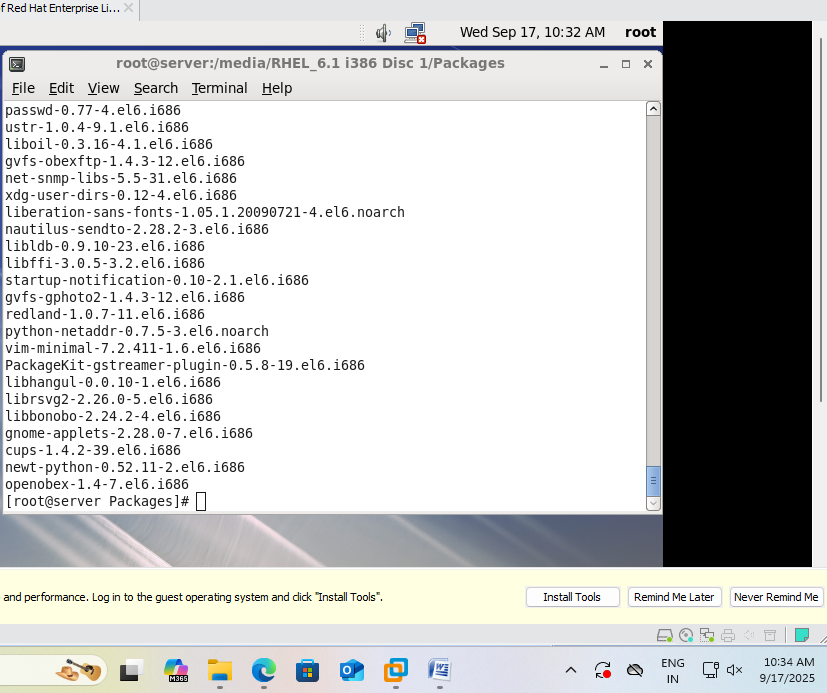 f Red Hat Enterprise Li...
Wed Sep 17, 10:32 AM root
root@server:/media/RHEL_6.1 i386 Disc 1/Packages
File Edit View Search Terminal Help
passwd-0.77-4.el6.i686
ustr-1.0.4-9.1.el6.i686
liboil-0.3.16-4.1.el6.i686
gvfs-obexftp-1.4.3-12.el6.i686
net-snmp-libs-5.5-31.el6.i686
xdg-user-dirs-0.12-4.el6.i686
liberation-sans-fonts-1.05.1.20090721-4.el6.noarch
nautilus-sendto-2.28.2-3.el6.i686
libldb-0.9.10-23.el6.i686
libffi-3.0.5-3.2.el6.i686
startup-notification-0.10-2.1.el6.i686
gvfs-gphoto2-1.4.3-12.el6.i686
redland-1.0.7-11.el6.i686
python-netaddr-0.7.5-3.el6.noarch
vim-minimal-7.2.411-1.6.el6.i686
PackageKit-gstreamer-plugin-0.5.8-19.el6.i686
libhangul-0.0.10-1.el6.i686
librsvg2-2.26.0-5.el6.i686
libbonobo-2.24.2-4.el6.i686
gnome-applets-2.28.0-7.el6.i686
cups-1.4.2-39.el6.i686
newt-python-0.52.11-2.el6.i686
openobex-1.4-7.el6.i686
[root@server Packages]#
and performance. Log in to the guest operating system and click "Install Tools".
Install Tools Remind Me Later Never Remind Me
M365
ENG
IN
10:34 AM
9/17/2025